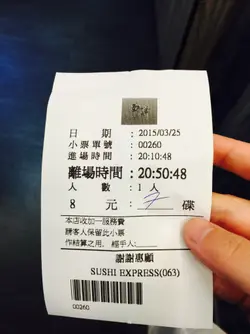 日 期 : 2015/03/25
小票單號 : 00260
進場時間 : 20:10:48
離場時間 : 20:50:48
人 數 : 1 人
8 元 : 7 碟
本店收加一服務費
請客人保留此小票
作結算之用. 經手人:
謝謝惠顧
SUSHI EXPRESS(063)
00260